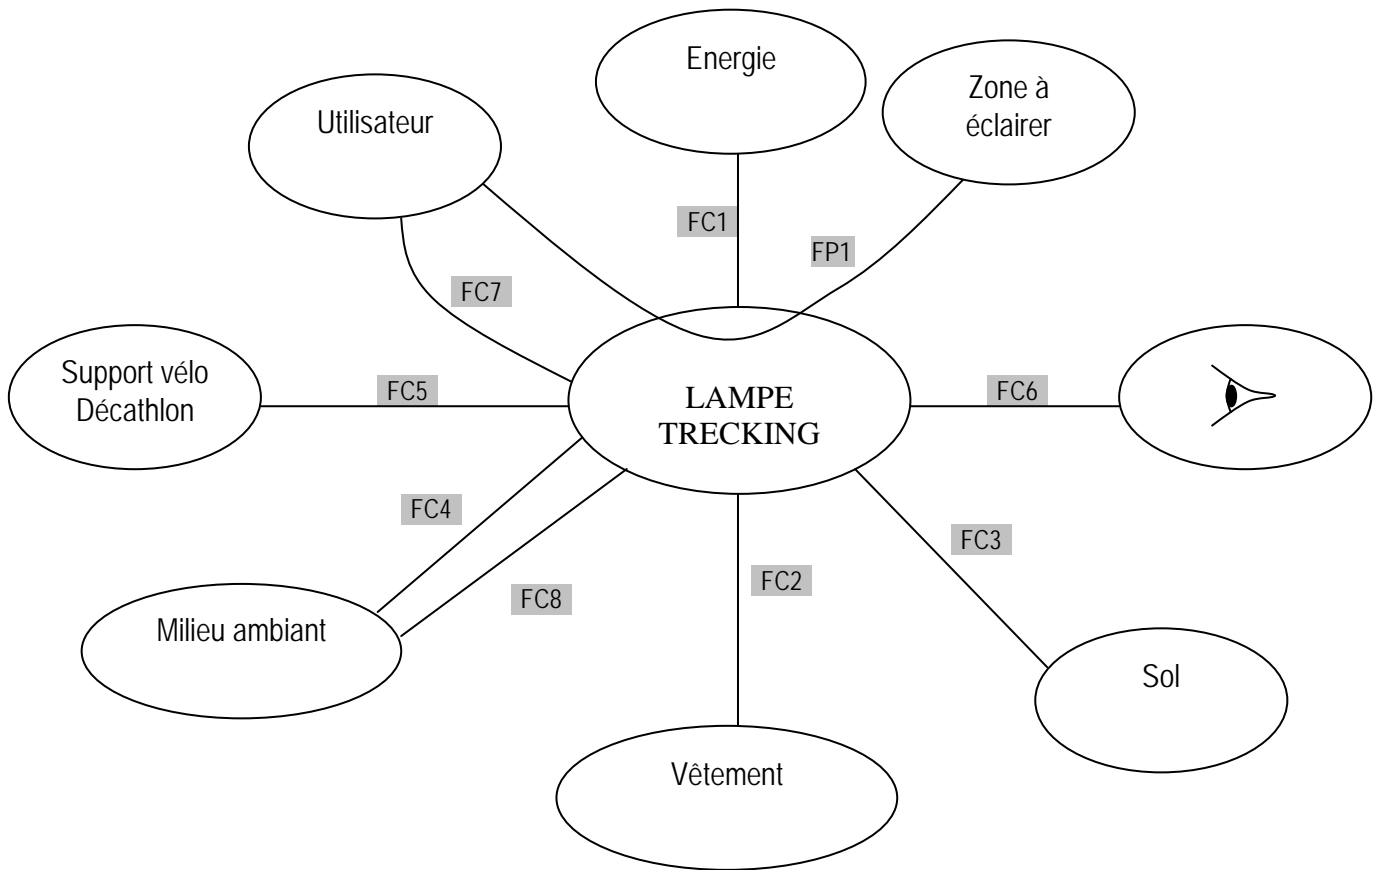 Energie
Zone à
éclairer
Utilisateur
FC1
FP1
FC7
Support vélo
Décathlon
FC5
LAMPE
TRECKING
FC6
FC4
FC3
FC8
FC2
Milieu ambiant
Sol
Vêtement